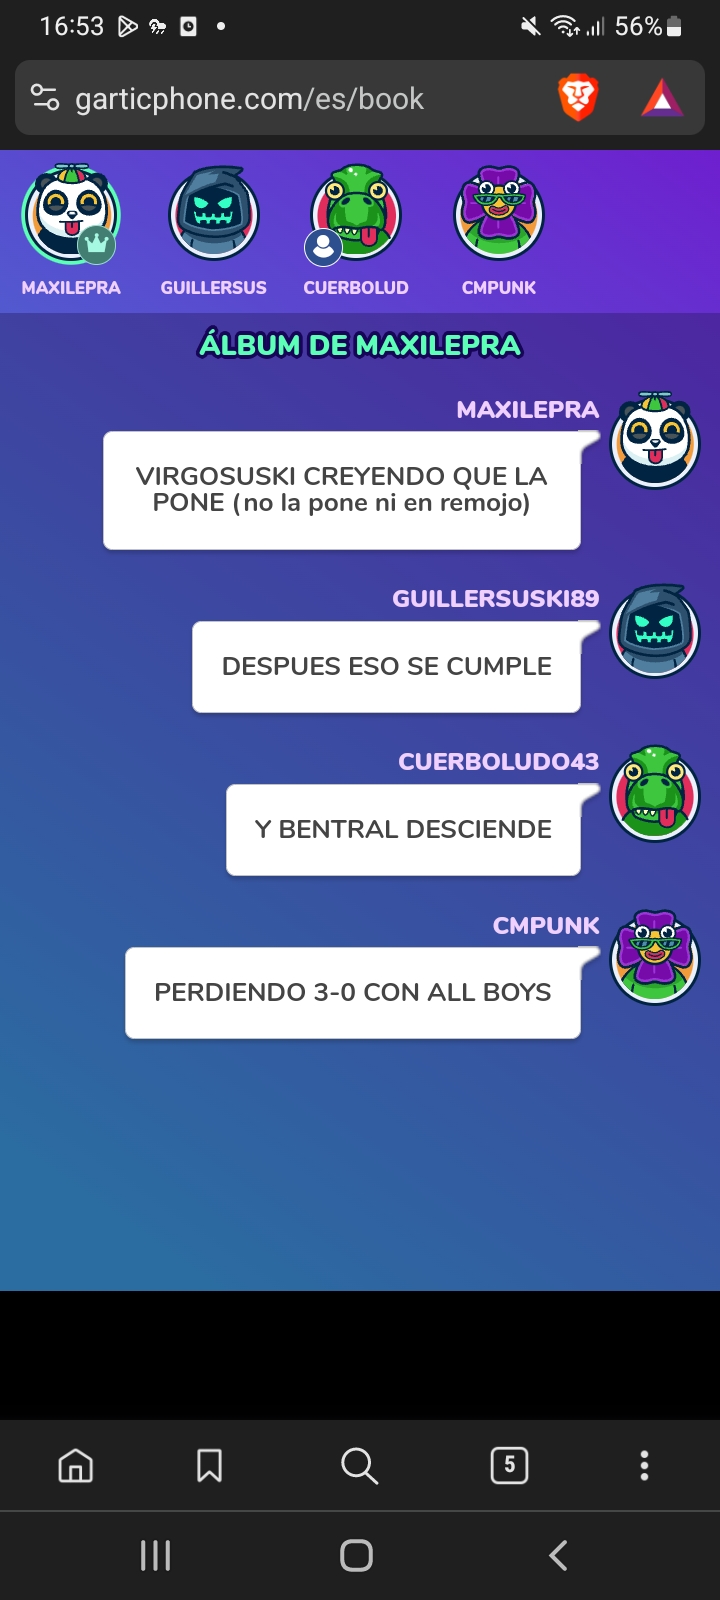 16:53
56%
garticphone.com/es/book
MAXILEPRA
GUILLERSUS
CUERBOLUD
CMPUNK
ÁLBUM DE MAXILEPRA
MAXILEPRA
VIRGOSUSKI CREYENDO QUE LA
PONE (no la pone ni en remojo)
GUILLERSUSKI89
DESPUES ESO SE CUMPLE
CUERBOLUDO43
Y BENTRAL DESCIENDE
CMPUNK
PERDIENDO 3-0 CON ALL BOYS
5